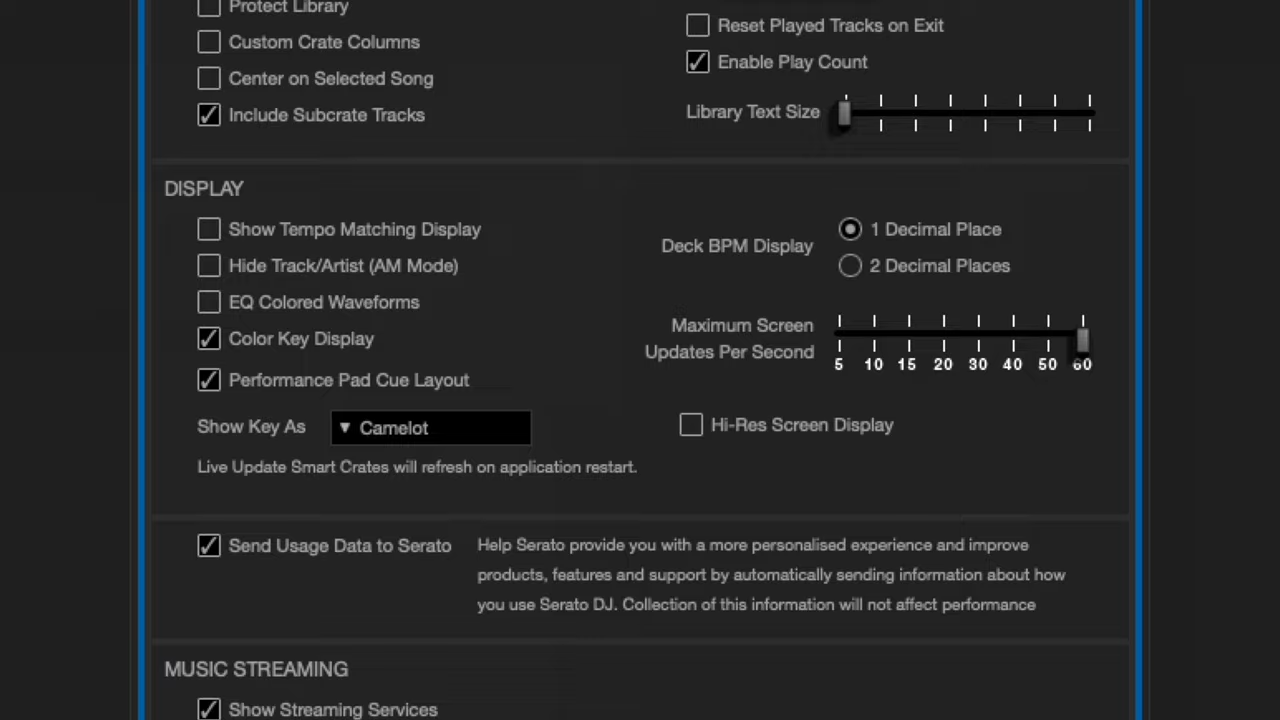 Protect Library
Reset Played Tracks on Exit
Custom Crate Columns
Enable Play Count
Center on Selected Song
Include Subcrate Tracks
Library Text Size
DISPLAY
Show Tempo Matching Display
Deck BPM Display
1 Decimal Place
Hide Track/Artist (AM Mode)
2 Decimal Places
EQ Colored Waveforms
Color Key Display
Maximum Screen
Updates Per Second
5 10 15 20 30 40 50 60
Performance Pad Cue Layout
Show Key As
Camelot
Hi-Res Screen Display
Live Update Smart Crates will refresh on application restart.
Send Usage Data to Serato
Help Serato provide you with a more personalised experience and improve
products, features and support by automatically sending information about how
you use Serato DJ. Collection of this information will not affect performance
MUSIC STREAMING
Show Streaming Services